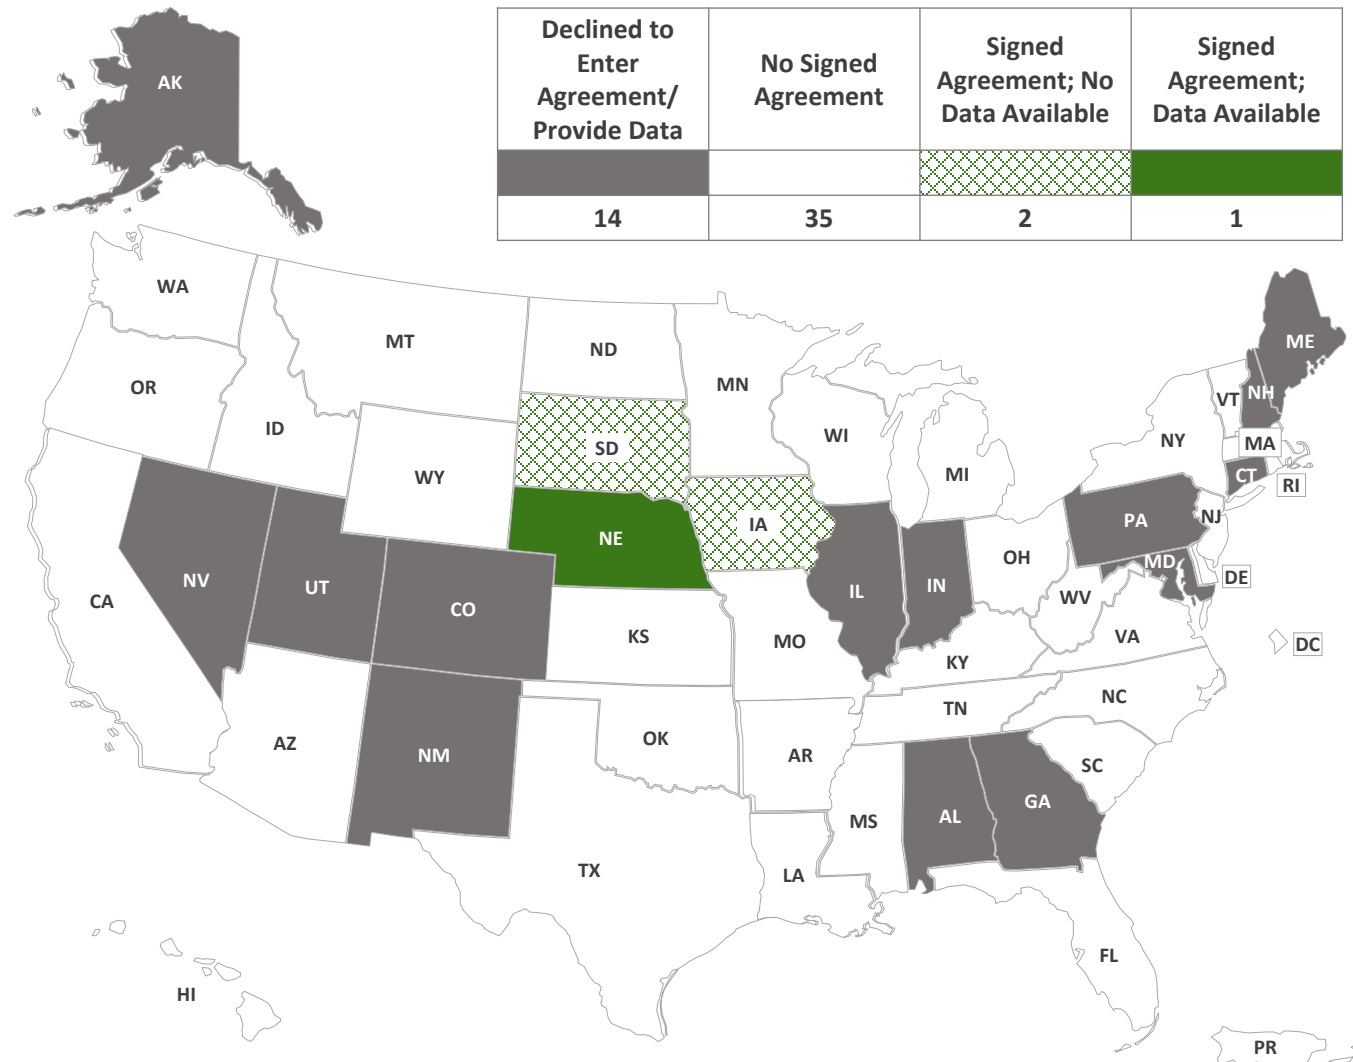 Declined to
Enter
Agreement/
Provide Data
No Signed
Agreement
Signed
Agreement; No
Data Available
Signed
Agreement;
Data Available
14
35
2
1
AK
WA
MT
ND
MN
OR
ID
WY
SD
WI
MI
NY
VT
NH
ME
MA
CT
RI
NE
IA
PA
NJ
NV
UT
CO
CA
KS
MO
IL
IN
OH
WV
MD
DE
VA
DC
KY
NC
TN
AZ
NM
OK
AR
SC
MS
AL
GA
TX
LA
FL
HI
PR